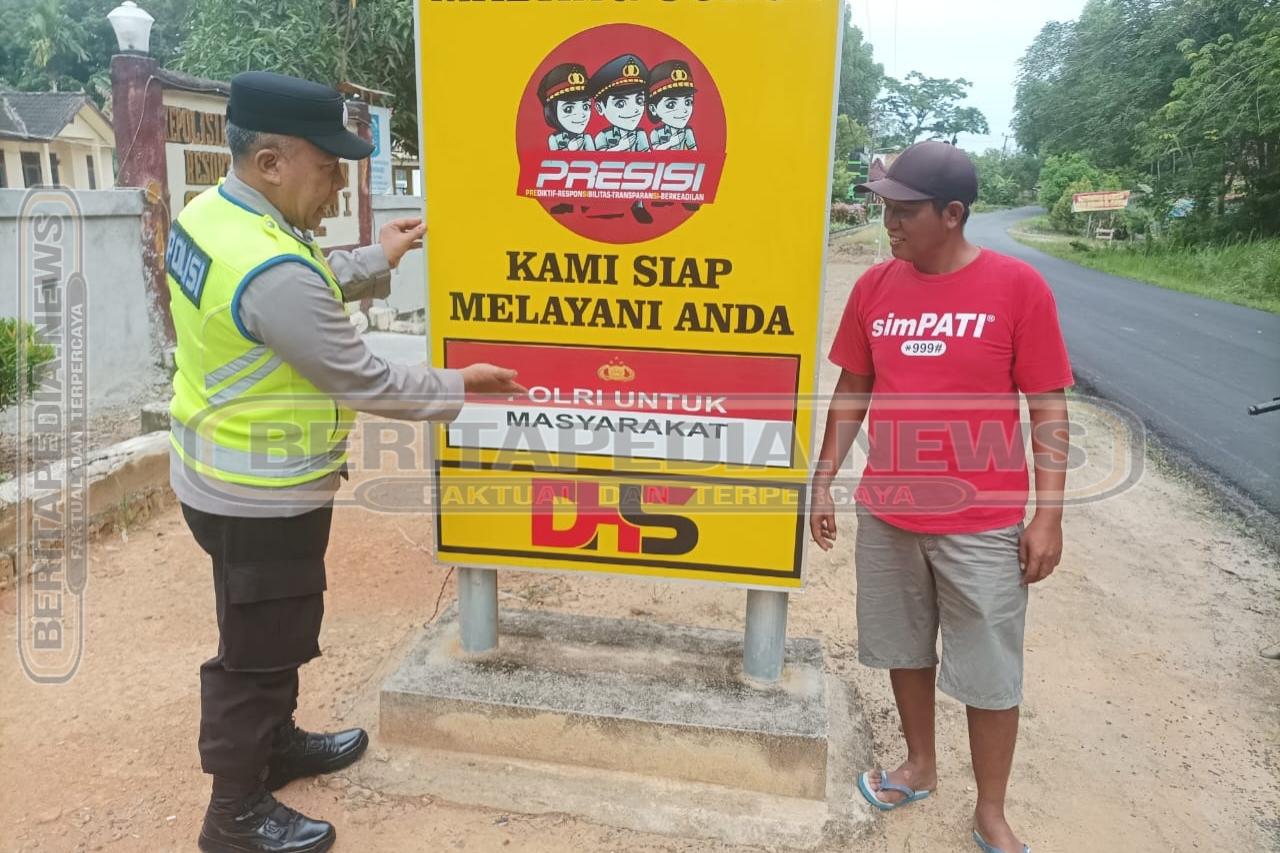 PRESISI
PREDIKTIF-RESPONSIBILITAS-TRANSPARANSI-BERKEADILAN
KAMI SIAP
MELAYANI ANDA
POLRI UNTUK
MASYARAKAT
DHS
POLISI
simPATI®
*999#
BERITAPEDIA.NEWS
FAKTUAL DAN TERPERCAYA
BERITAPEDIA.NEWS
FAKTUAL DAN TERPERCAYA